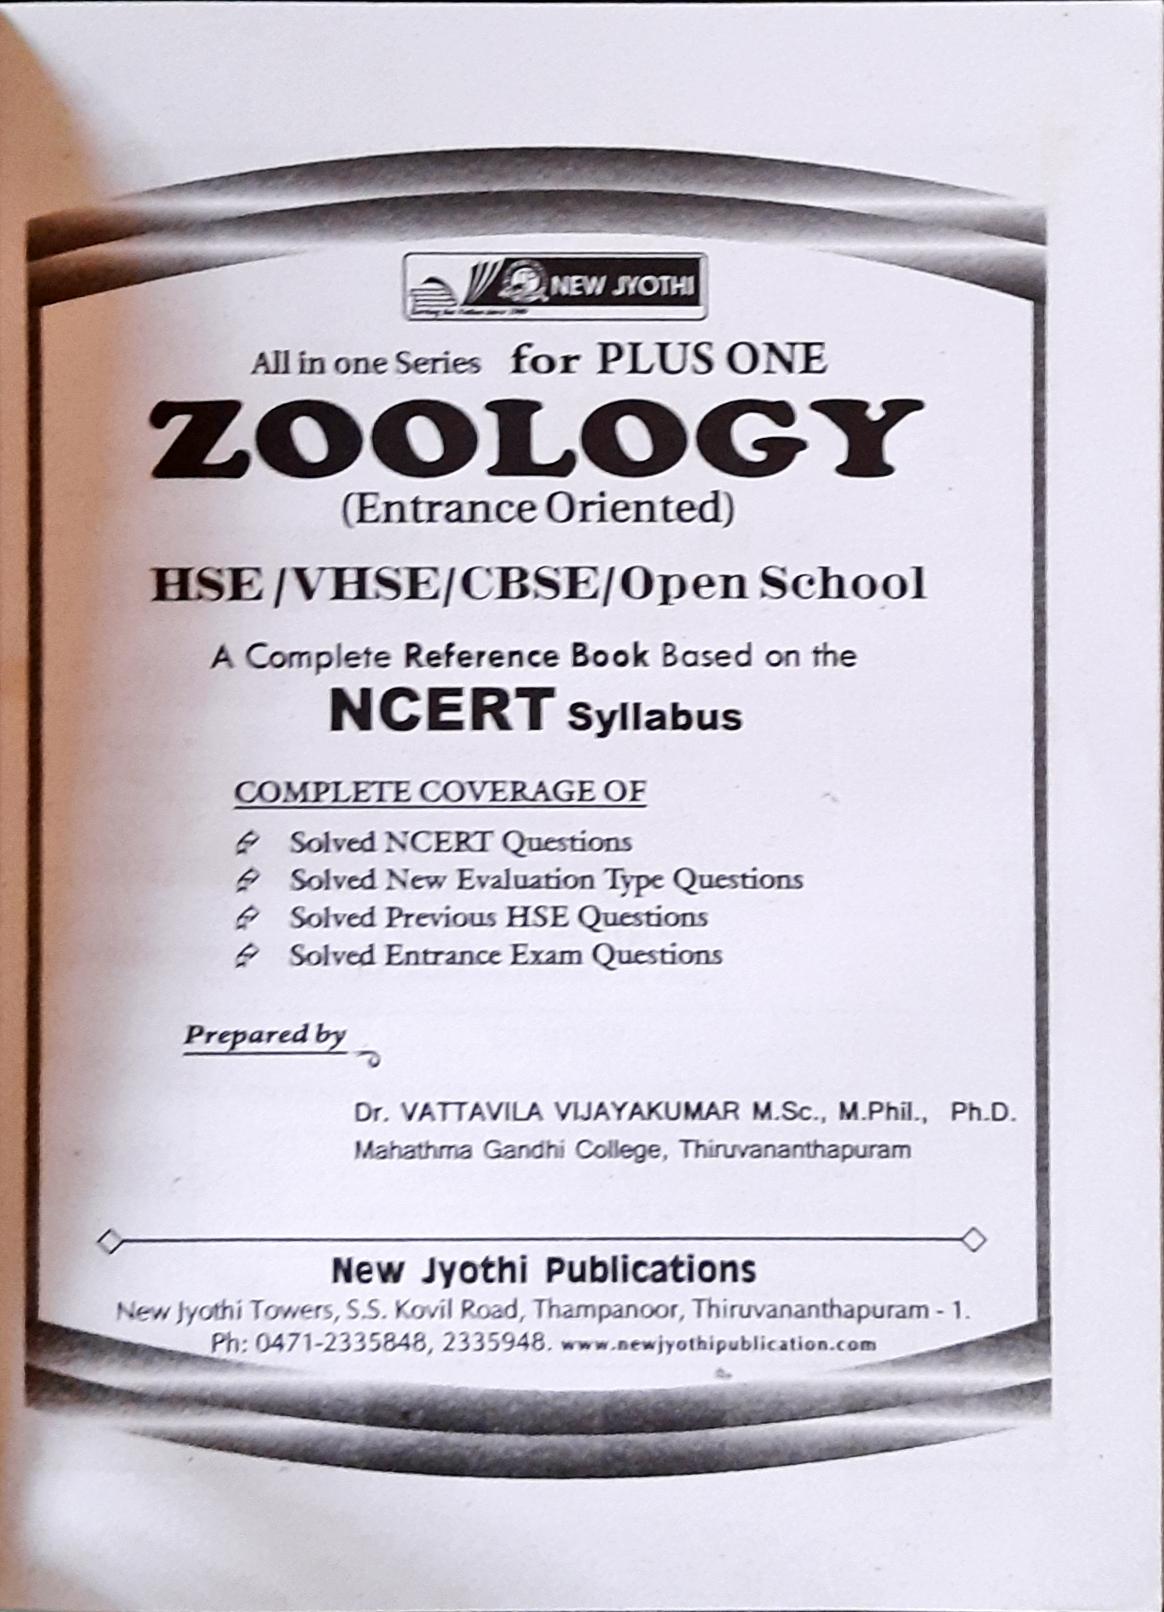 NEW JYOTHI
All in one Series for PLUS ONE
ZOOLOGY
(Entrance Oriented)
HSE /VHSE/CBSE/Open School
A Complete Reference Book Based on the
NCERT Syllabus
COMPLETE COVERAGE OF
Solved NCERT Questions
Solved New Evaluation Type Questions
Solved Previous HSE Questions
Solved Entrance Exam Questions
Prepared by
Dr. VATTAVILA VIJAYAKUMAR M.Sc., M.Phil., Ph.D.
Mahathma Gandhi College, Thiruvananthapuram
New Jyothi Publications
New Jyothi Towers, S.S. Kovil Road, Thampanoor, Thiruvananthapuram - 1.
Ph: 0471-2335848, 2335948. www.newjyothipublication.com